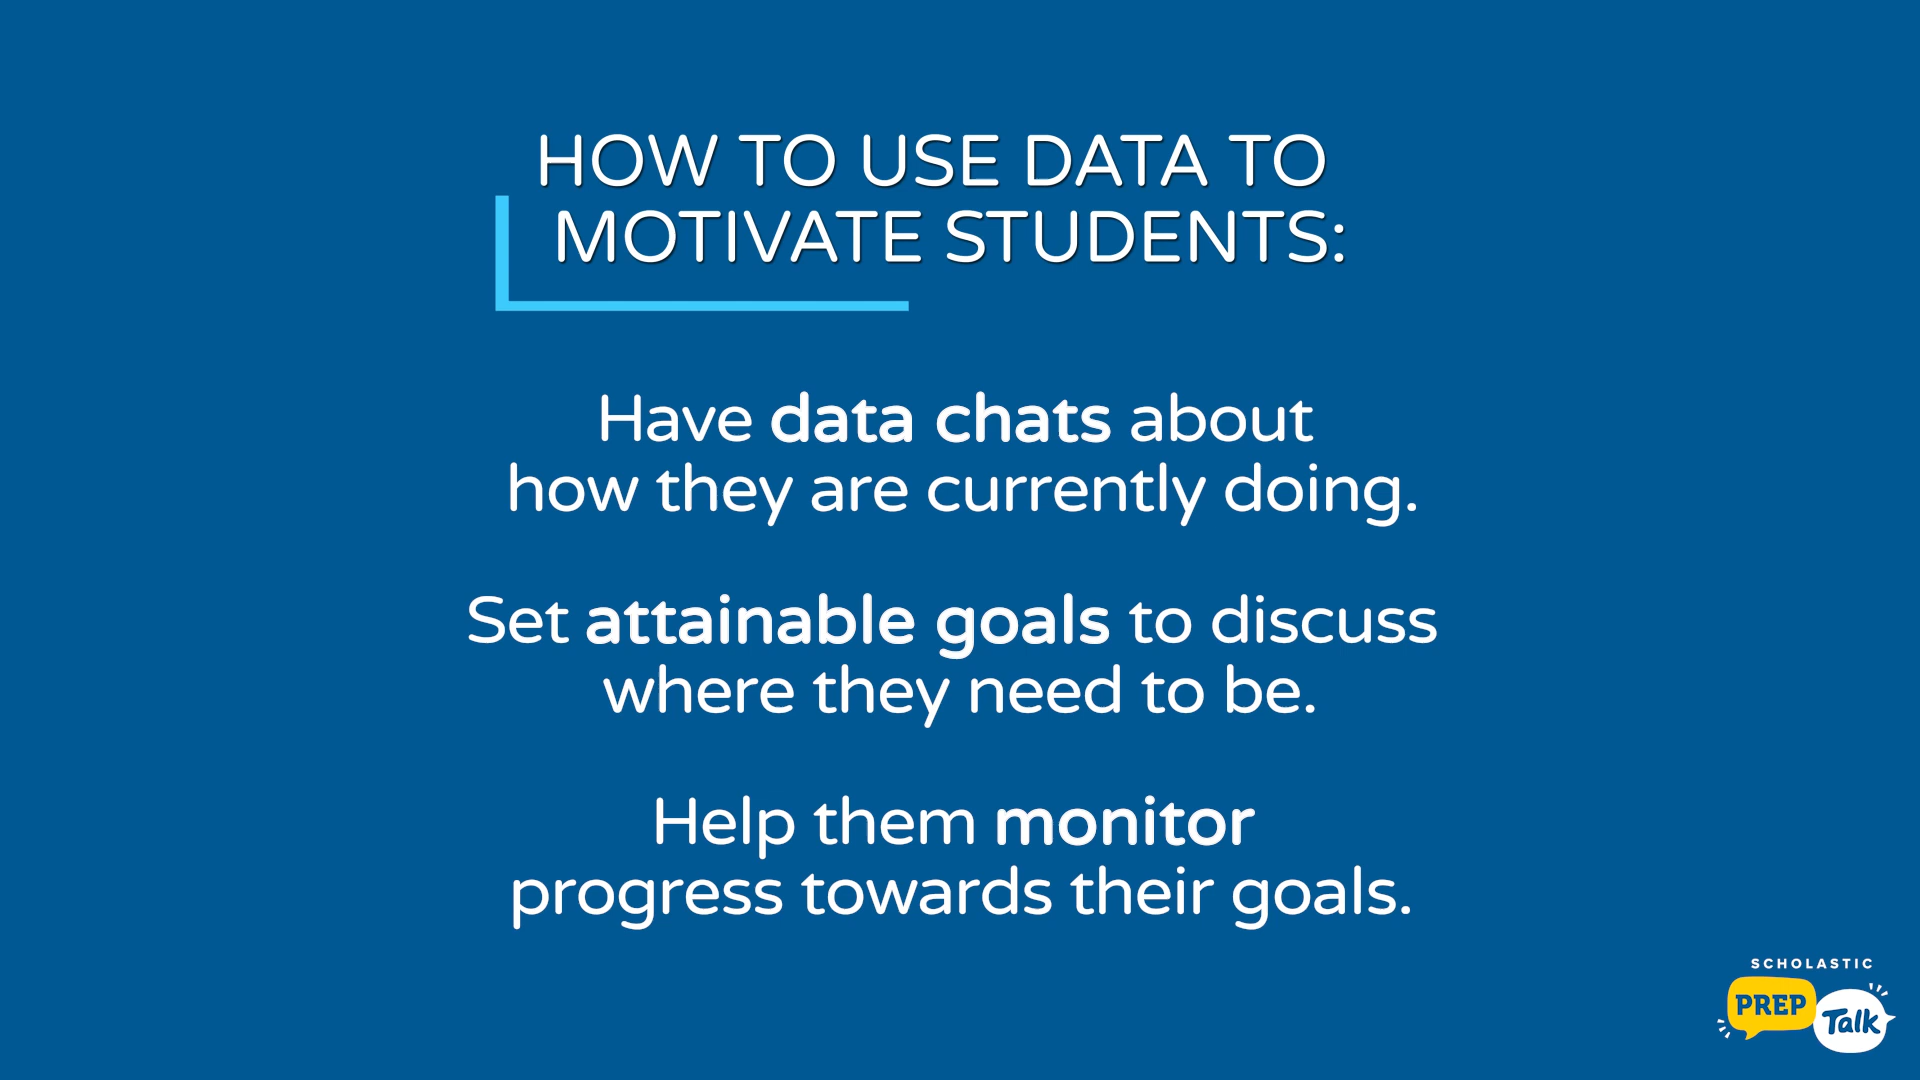 HOW TO USE DATA TO
MOTIVATE STUDENTS:
Have data chats about
how they are currently doing.
Set attainable goals to discuss
where they need to be.
Help them monitor
progress towards their goals.
SCHOLASTIC
PREP
Talk